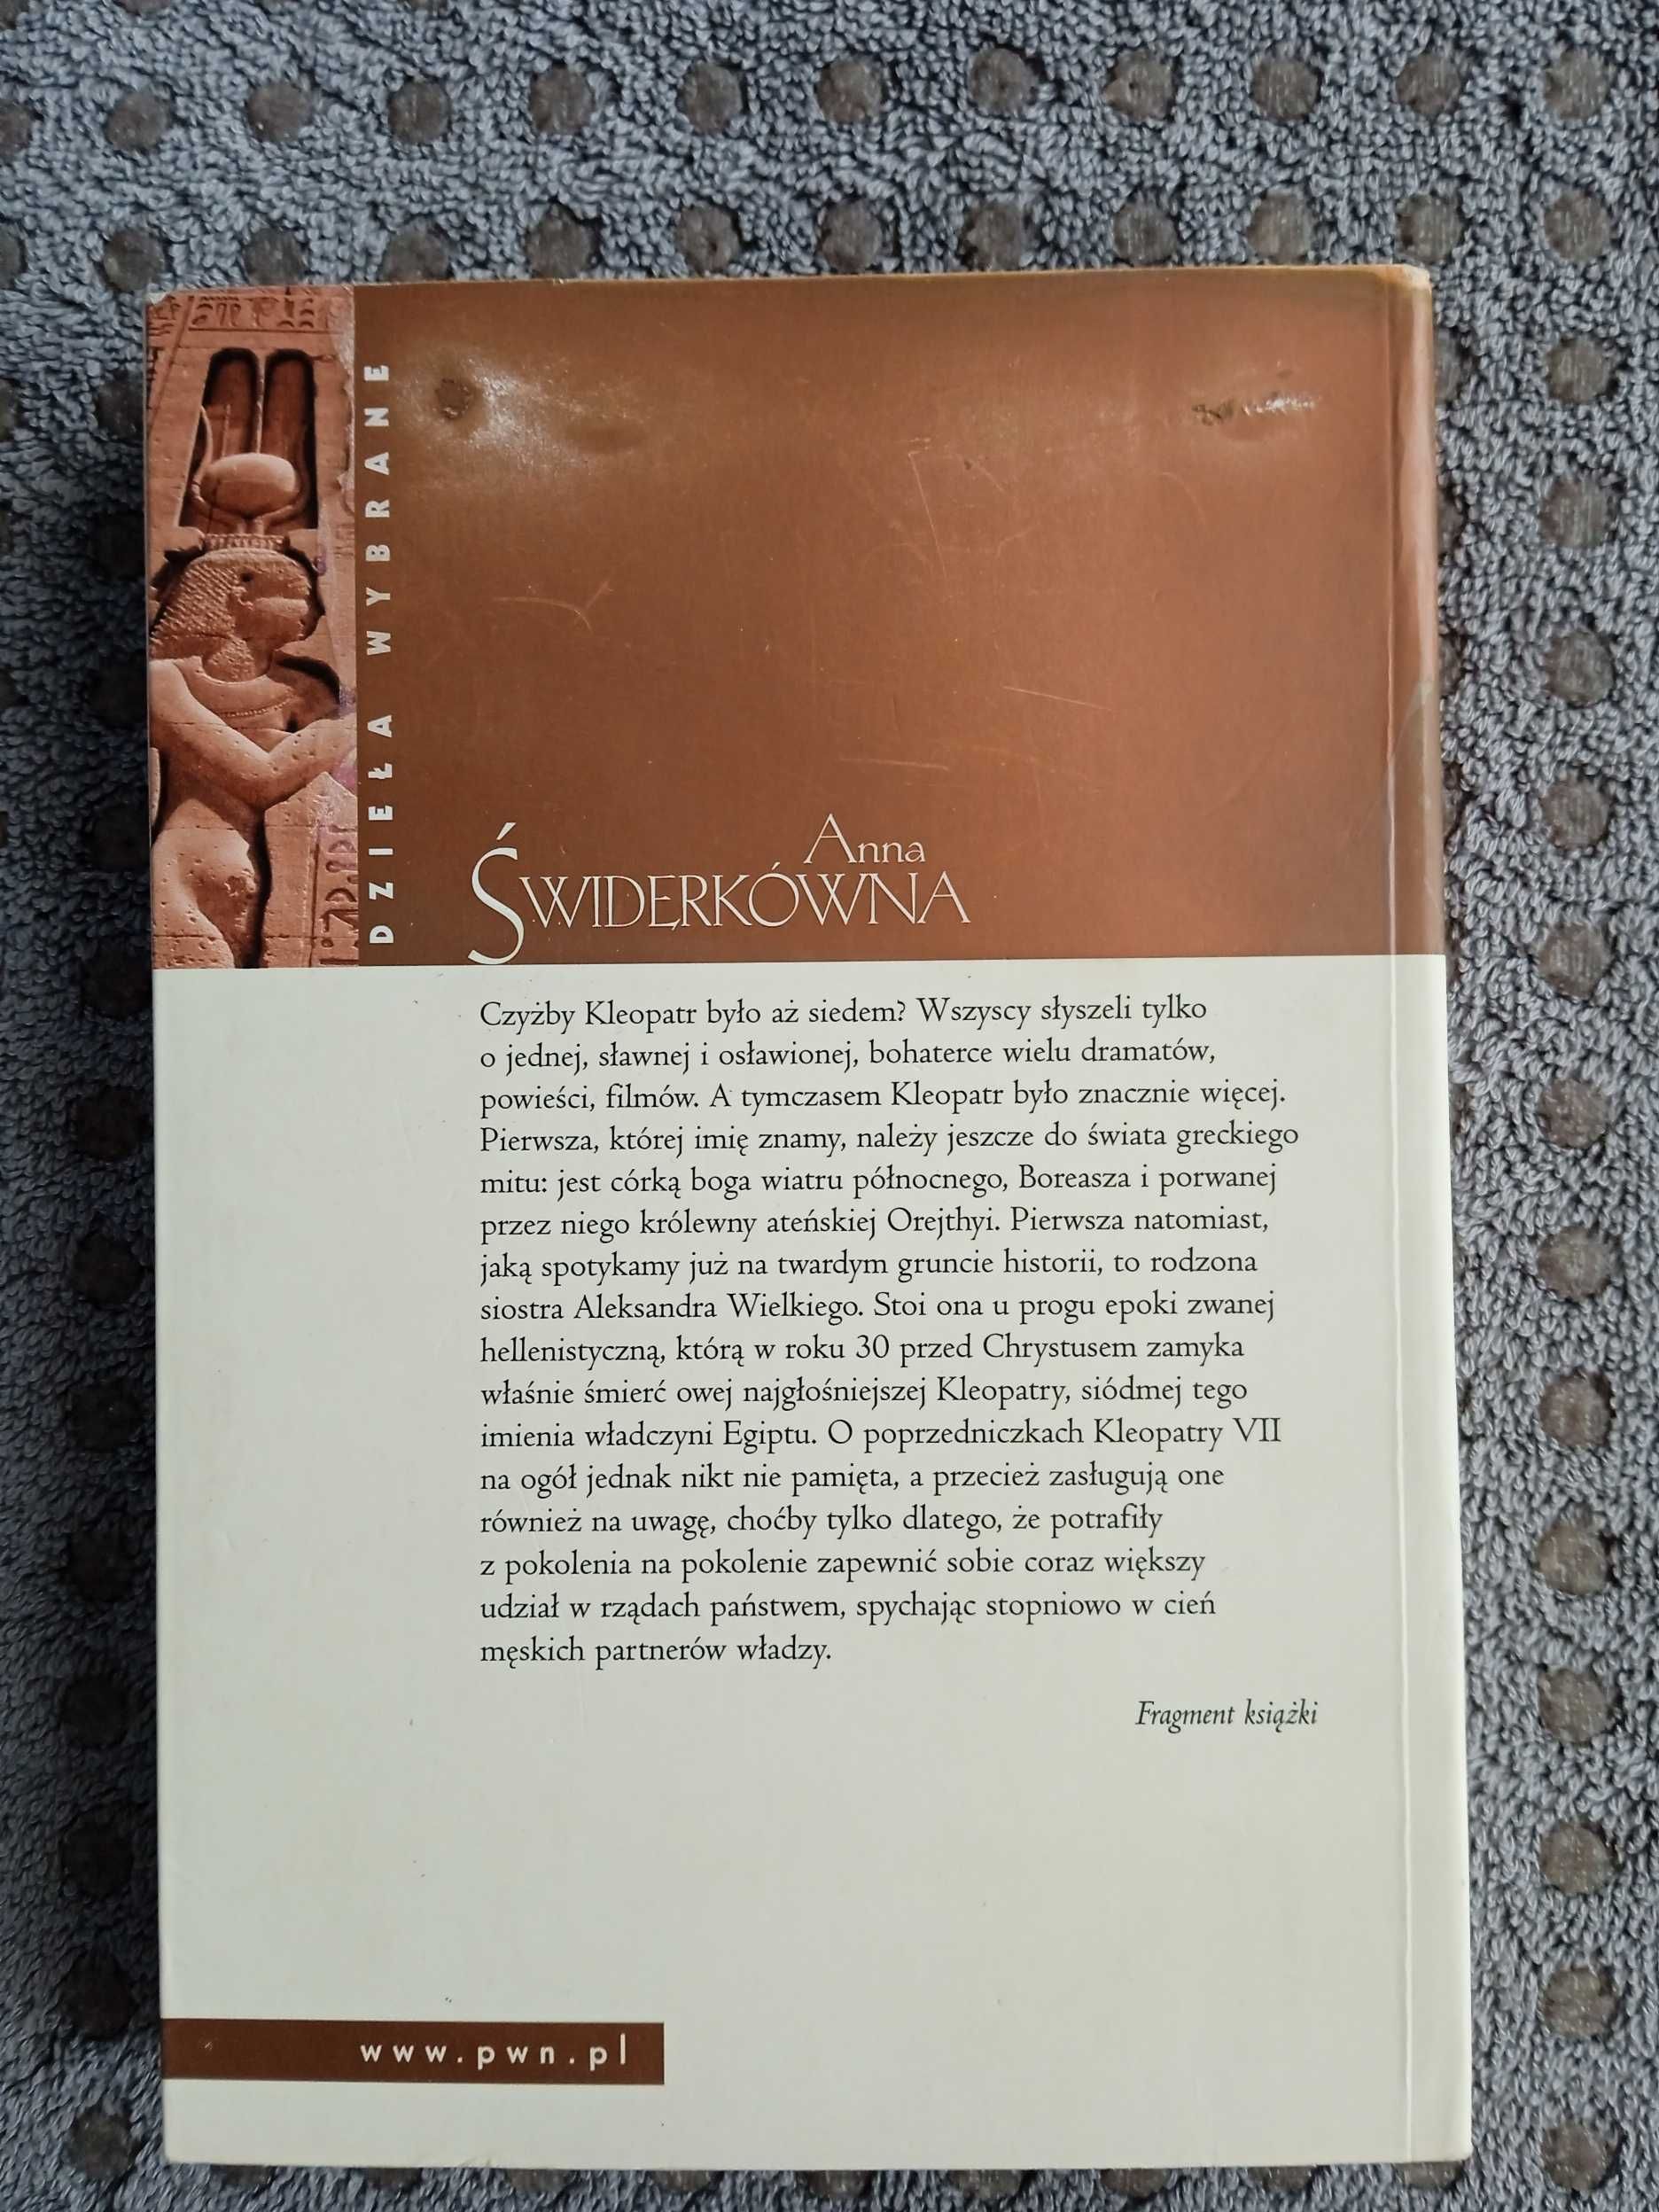 DZIEŁA WYBRANE
Anna
ŚWIDERKÓWNA
Czyżby Kleopatr było aż siedem? Wszyscy słyszeli tylko
o jednej, sławnej i osławionej, bohaterce wielu dramatów,
powieści, filmów. A tymczasem Kleopatr było znacznie więcej.
Pierwsza, której imię znamy, należy jeszcze do świata greckiego
mitu: jest córką boga wiatru północnego, Boreasza i porwanej
przez niego królewny ateńskiej Orejthyi. Pierwsza natomiast,
jaką spotykamy już na twardym gruncie historii, to rodzona
siostra Aleksandra Wielkiego. Stoi ona u progu epoki zwanej
hellenistyczną, którą w roku 30 przed Chrystusem zamyka
właśnie śmierć owej najgłośniejszej Kleopatry, siódmej tego
imienia władczyni Egiptu. O poprzedniczkach Kleopatry VII
na ogół jednak nikt nie pamięta, a przecież zasługują one
również na uwagę, choćby tylko dlatego, że potrafiły
z pokolenia na pokolenie zapewnić sobie coraz większy
udział w rządach państwem, spychając stopniowo w cień
męskich partnerów władzy.
Fragment książki
www.pwn.pl